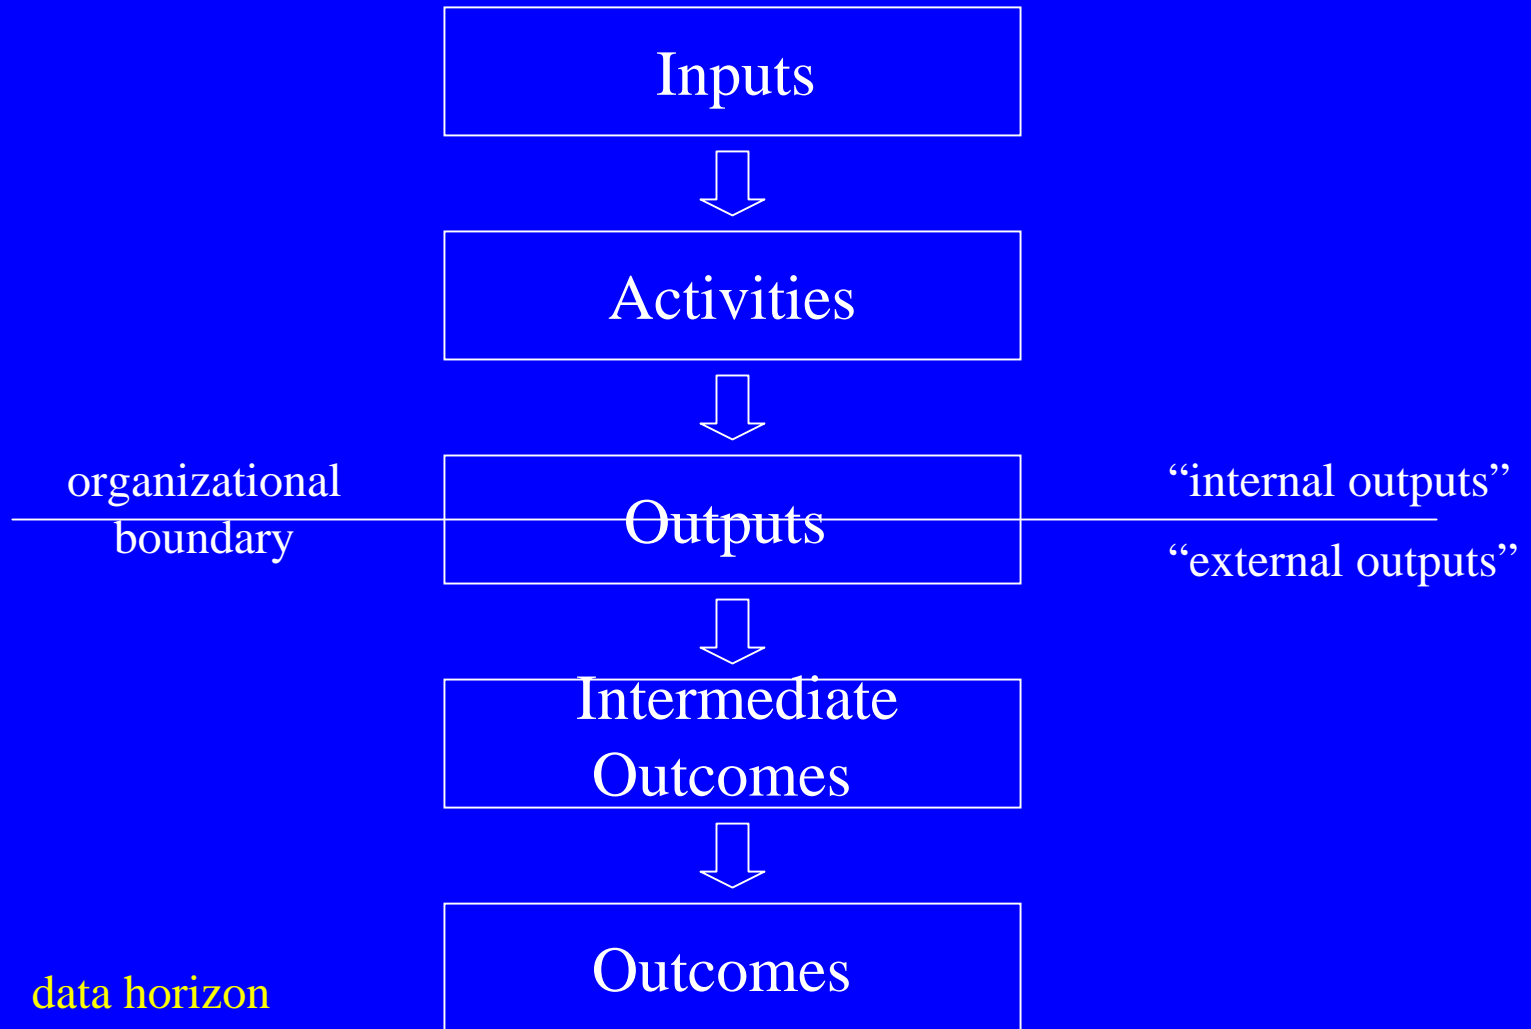 Inputs
Activities
organizational
boundary
Outputs
“internal outputs”
“external outputs”
Intermediate
Outcomes
Outcomes
data horizon